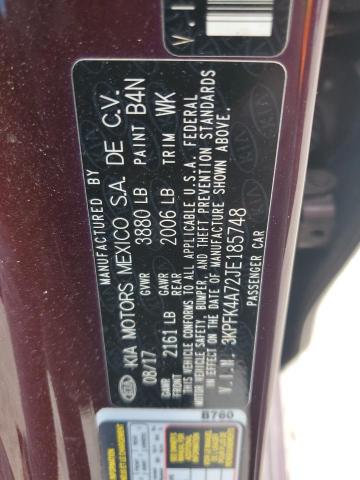 MANUFACTURED BY
KIA KIA MOTORS MEXICO S.A. DE C.V.
08/17 GVWR 3880 LB PAINT B4N
GAWR FRONT 2161 LB GAWR REAR 2006 LB TRIM WK
THIS VEHICLE CONFORMS TO ALL APPLICABLE U.S.A. FEDERAL
MOTOR VEHICLE SAFETY, BUMPER, AND THEFT PREVENTION STANDARDS
IN EFFECT ON THE DATE OF MANUFACTURE SHOWN ABOVE.
V.I.N. 3KPFK4A72JE185748
PASSENGER CAR
B760